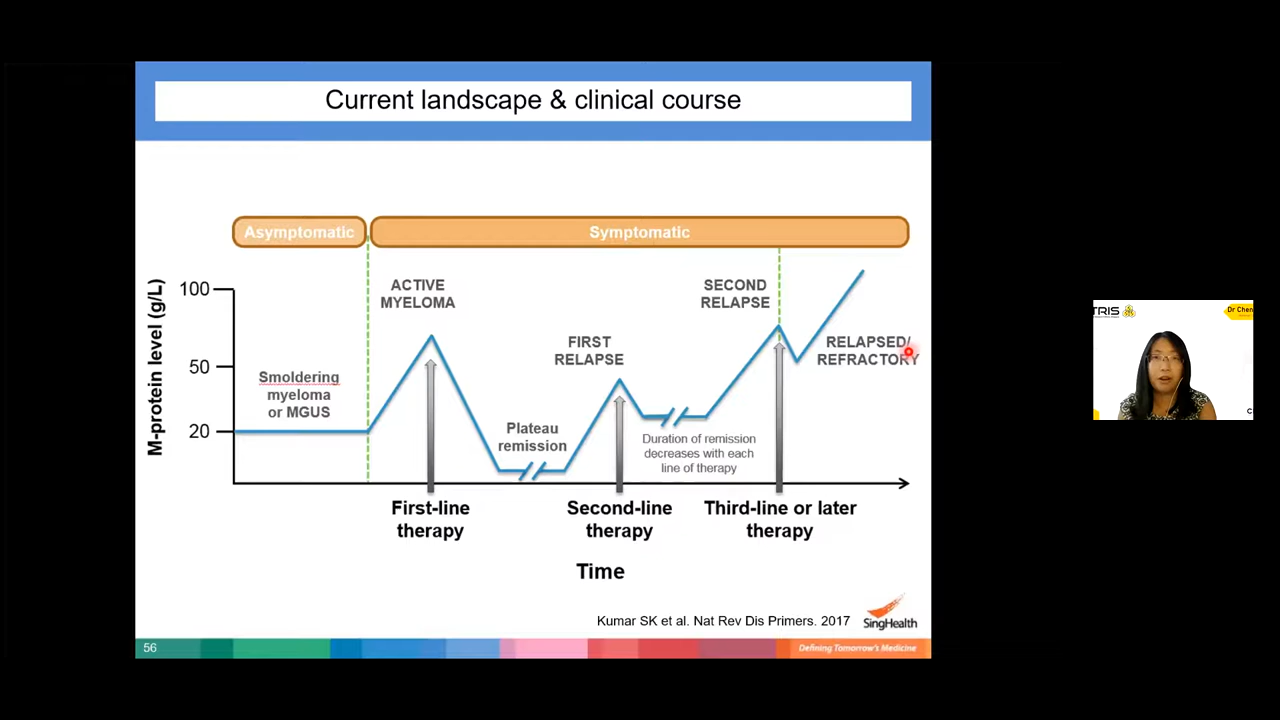 Current landscape & clinical course
Asymptomatic
Symptomatic
M-protein level (g/L)
100
50
20
Smoldering
myeloma
or MGUS
ACTIVE
MYELOMA
Plateau
remission
FIRST
RELAPSE
Duration of remission
decreases with each
line of therapy
SECOND
RELAPSE
RELAPSED/
REFRACTORY
First-line
therapy
Second-line
therapy
Third-line or later
therapy
Time
Kumar SK et al. Nat Rev Dis Primers. 2017
SingHealth
56
Defining Tomorrow's Medicine
TRIS
Dr Chen